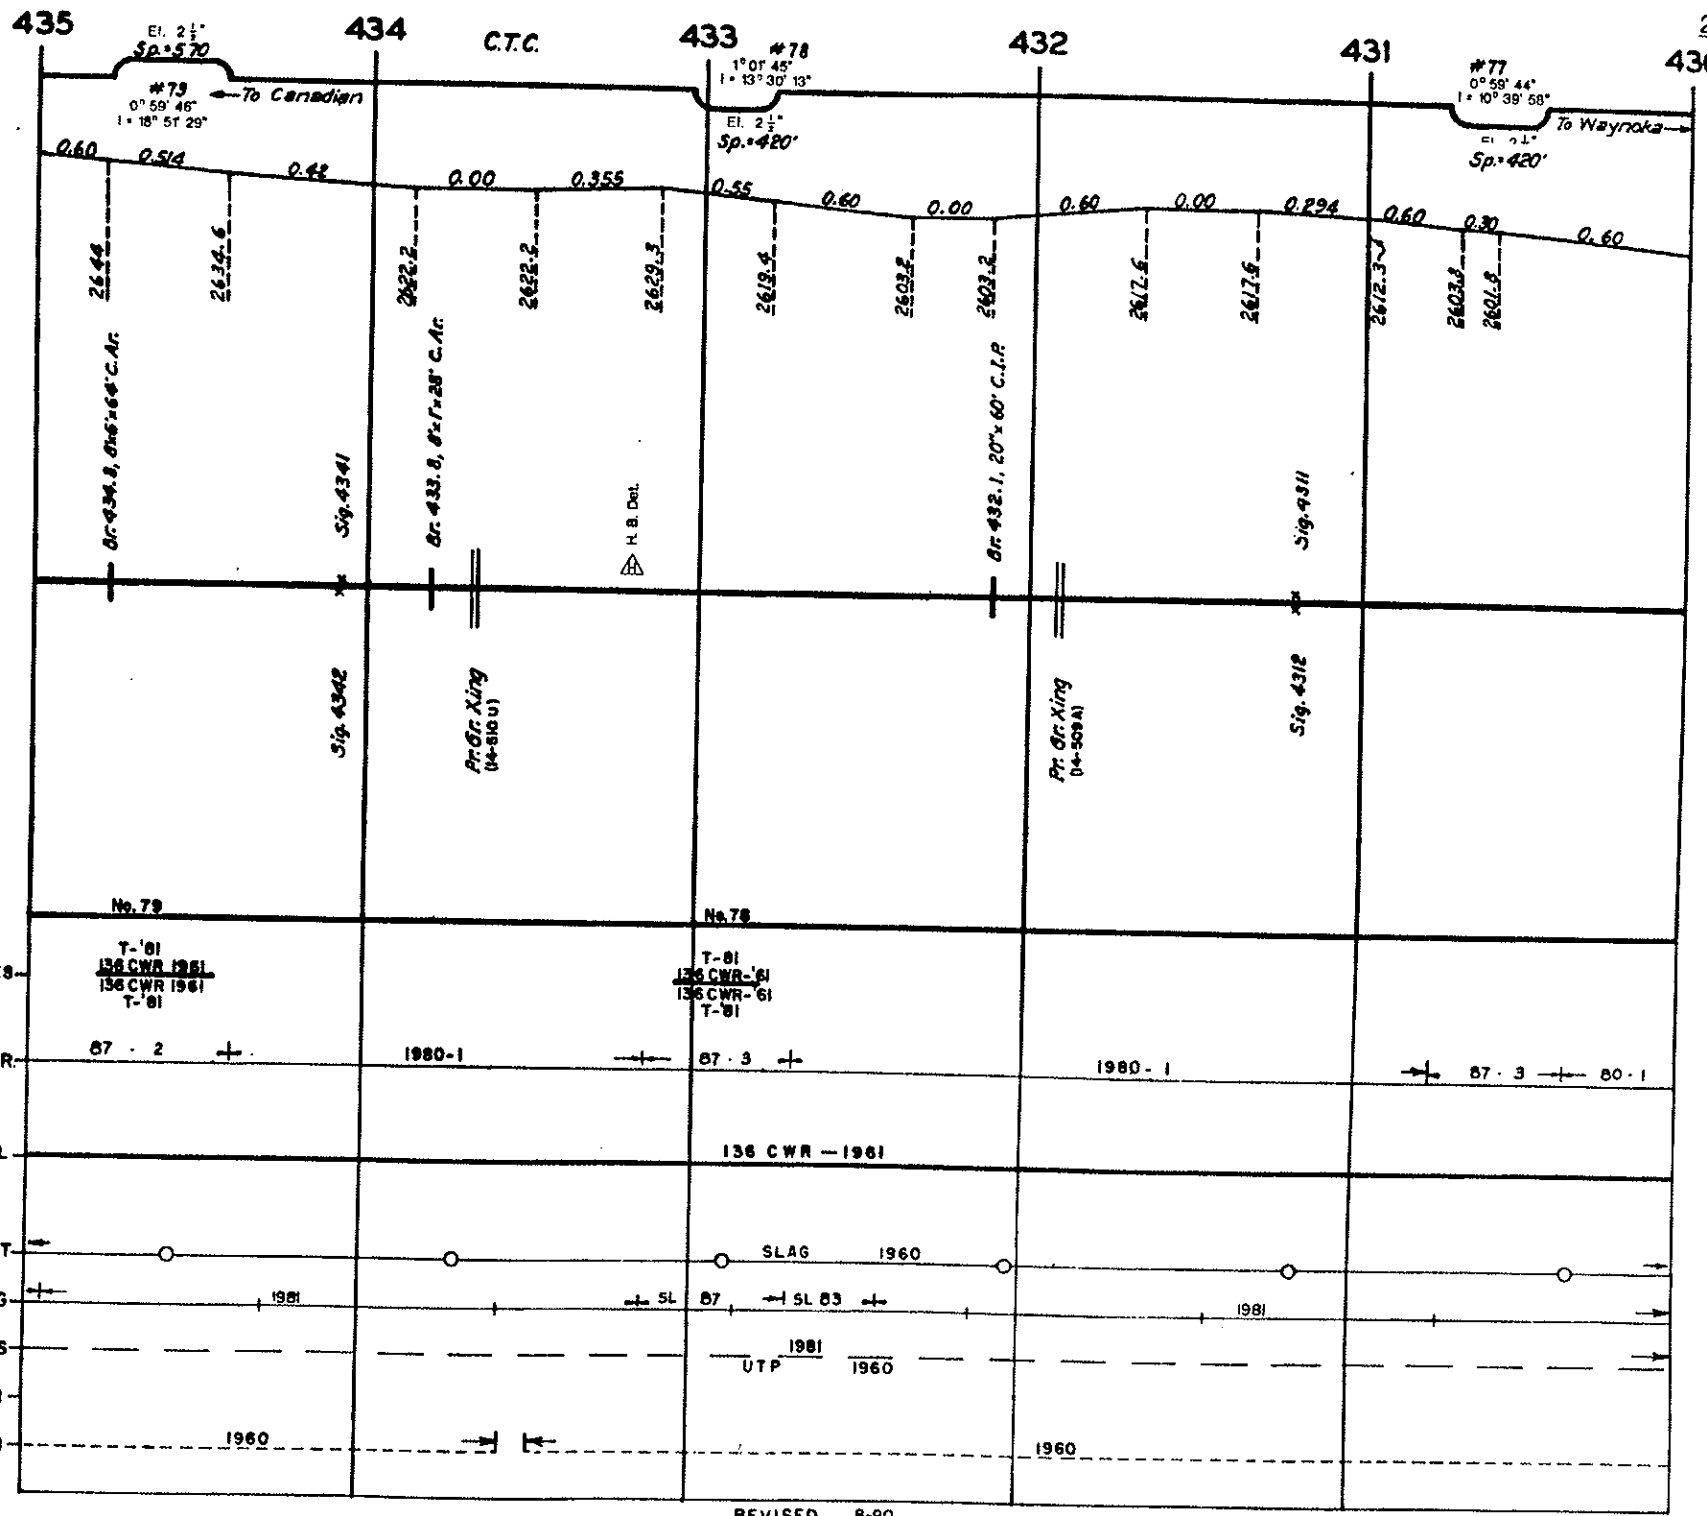 435
434
C.T.C.
433
432
431
El. 2 1/2"
Sp.=570
#79
0° 59' 46"
I = 18° 51' 29"
←To Canadian
#78
1° 01' 45"
I = 13° 30' 13"
El. 2 1/2"
Sp.=420'
#77
0° 59' 44"
I = 10° 39' 58"
To Waynoka→
Sp.=420'
0.60 0.514 0.42 0.00 0.355 0.55 0.60 0.00 0.60 0.00 0.294 0.60 0.30 0.60
2644
2634.6
2622.2
2622.2
2629.3
2619.4
2603.2
2603.2
2617.6
2617.6
2612.3
2603.8
2601.8
Br. 434.8, 8'x6'x64' C.Ar.
Sig. 4341
Br. 433.8, 8'x1'x28' C.Ar.
H. B. Det.
Br. 432.1, 20"x 60' C.I.P.
Sig. 4311
Sig. 4342
Pr. Gr. Xing
(14-510 U)
Pr. Gr. Xing
(14-509 A)
Sig. 4312
No. 79
No. 78
T-'81
136 CWR 1961
136 CWR 1961
T-'81
T-81
136 CWR-'61
136 CWR-'61
T-'81
87 · 2
1980-1
87 · 3
1980 - 1
87 · 3
80 · 1
136 CWR — 1961
SLAG 1960
1981
SL 87
SL 83
1981
UTP
1981
1960
1960
1960
REVISED 8-90